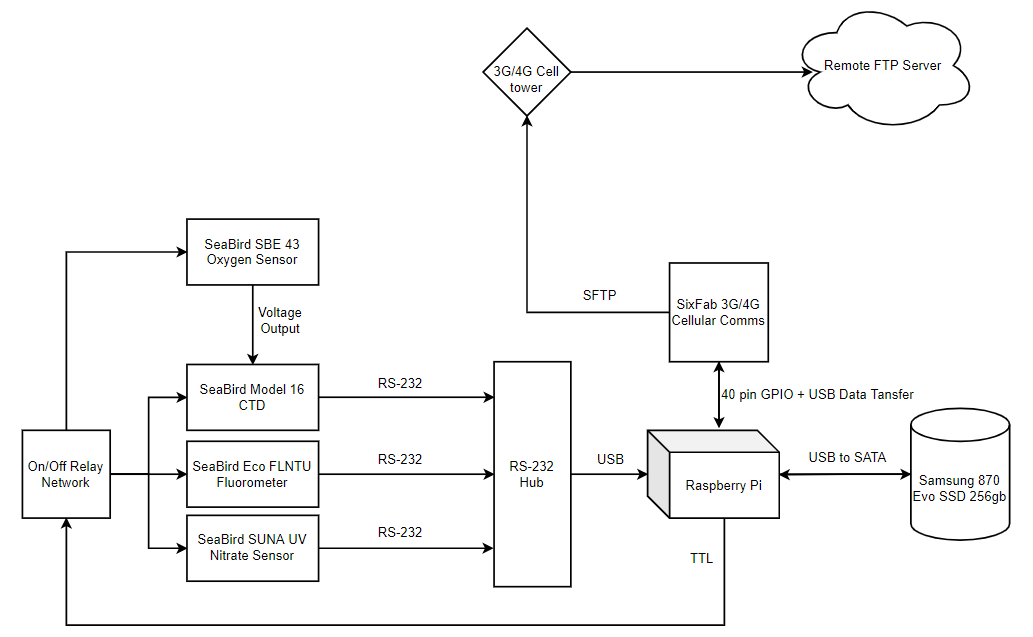 3G/4G Cell
tower
Remote FTP Server
SeaBird SBE 43
Oxygen Sensor
Voltage
Output
SFTP
SixFab 3G/4G
Cellular Comms
SeaBird Model 16
CTD
RS-232
40 pin GPIO + USB Data Tansfer
On/Off Relay
Network
SeaBird Eco FLNTU
Fluorometer
RS-232
RS-232
Hub
USB
Raspberry Pi
USB to SATA
Samsung 870
Evo SSD 256gb
SeaBird SUNA UV
Nitrate Sensor
RS-232
TTL